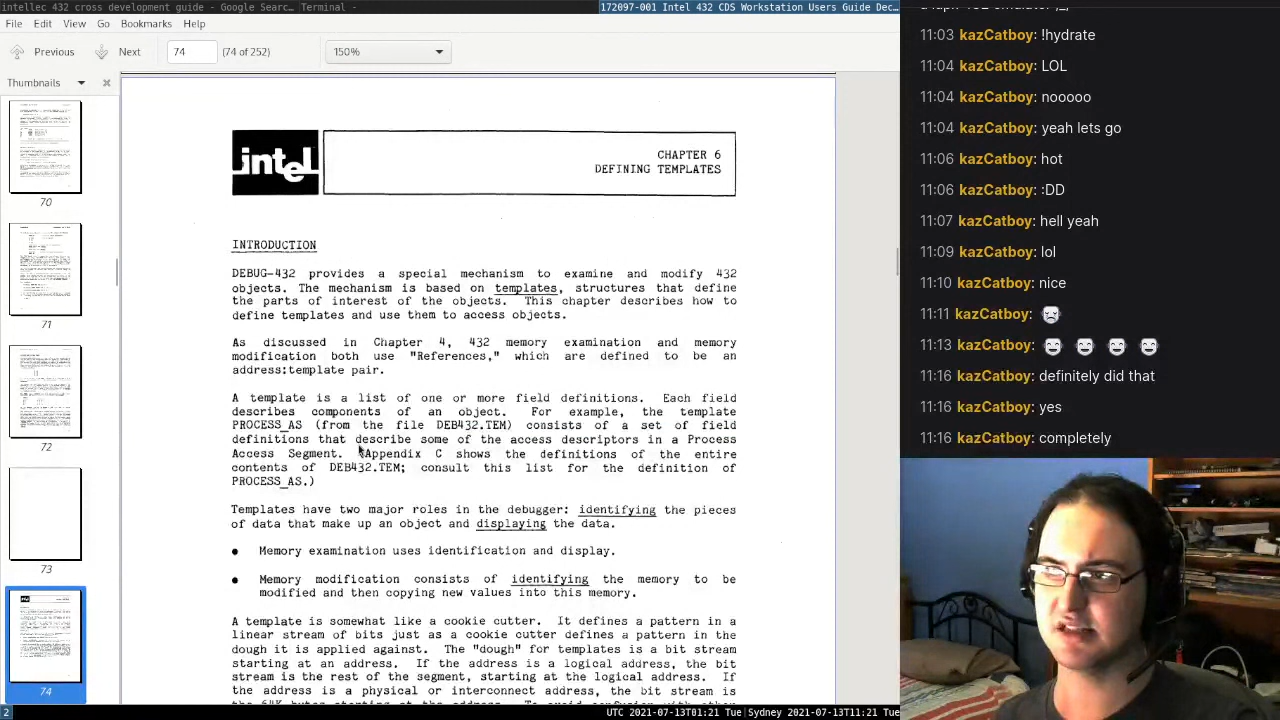 intellec 432 cross development guide - Google Searc… Terminal -
172097-001 Intel 432 CDS Workstation Users Guide Dec…
File Edit View Go Bookmarks Help
Previous Next 74 (74 of 252) 150%
Thumbnails
70
71
72
73
74
intel
CHAPTER 6
DEFINING TEMPLATES
INTRODUCTION
DEBUG-432 provides a special mechanism to examine and modify 432
objects. The mechanism is based on templates, structures that define
the parts of interest of the objects. This chapter describes how to
define templates and use them to access objects.
As discussed in Chapter 4, 432 memory examination and memory
modification both use "References," which are defined to be an
address:template pair.
A template is a list of one or more field definitions. Each field
describes components of an object. For example, the template
PROCESS_AS (from the file DEB432.TEM) consists of a set of field
definitions that describe some of the access descriptors in a Process
Access Segment. (Appendix C shows the definitions of the entire
contents of DEB432.TEM; consult this list for the definition of
PROCESS_AS.)
Templates have two major roles in the debugger: identifying the pieces
of data that make up an object and displaying the data.
● Memory examination uses identification and display.
● Memory modification consists of identifying the memory to be
modified and then copying new values into this memory.
A template is somewhat like a cookie cutter. It defines a pattern in a
linear stream of bits just as a cookie cutter defines a pattern in the
dough it is applied against. The "dough" for templates is a bit stream
starting at an address. If the address is a logical address, the bit
stream is the rest of the segment, starting at the logical address. If
the address is a physical or interconnect address, the bit stream is
11:03 kazCatboy: !hydrate
11:04 kazCatboy: LOL
11:04 kazCatboy: nooooo
11:04 kazCatboy: yeah lets go
11:06 kazCatboy: hot
11:06 kazCatboy: :DD
11:07 kazCatboy: hell yeah
11:09 kazCatboy: lol
11:10 kazCatboy: nice
11:11 kazCatboy:
11:13 kazCatboy:
11:16 kazCatboy: definitely did that
11:16 kazCatboy: yes
11:16 kazCatboy: completely
2
UTC 2021-07-13T01:21 Tue|Sydney 2021-07-13T11:21 Tue